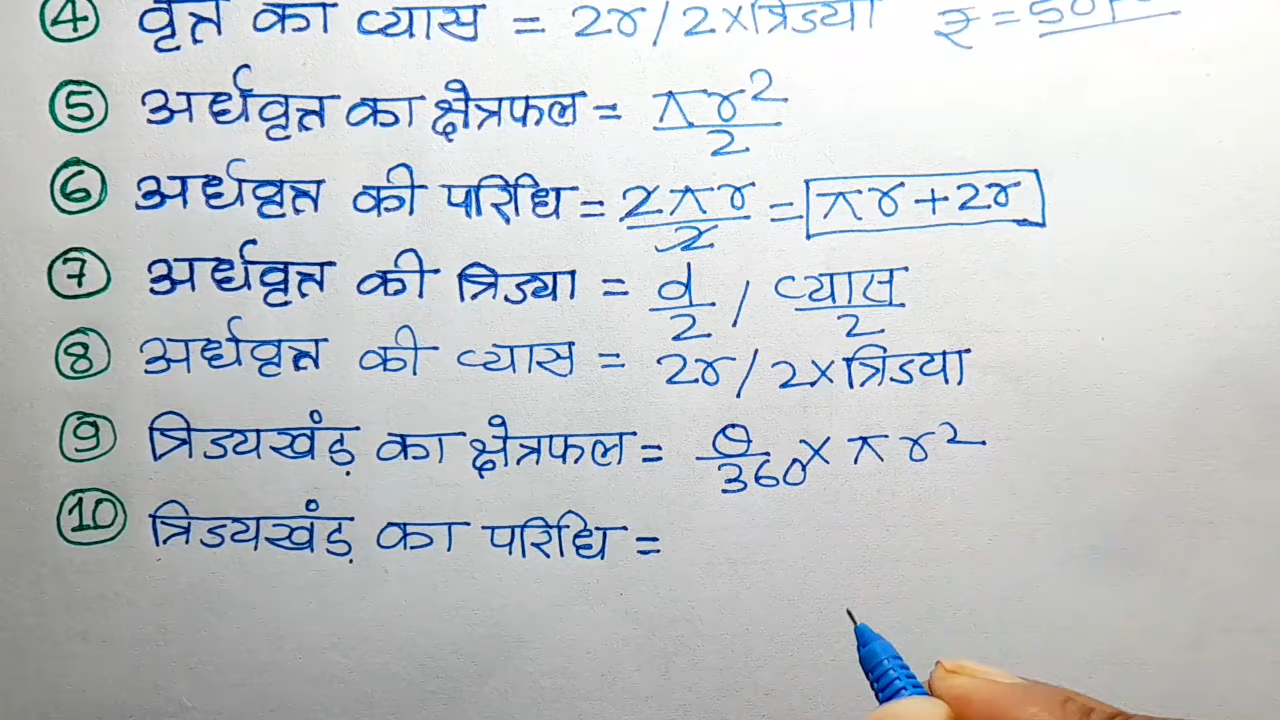 ④ वृत्त का व्यास = 2r/2×त्रिज्या
⑤ अर्धवृत्त का क्षेत्रफल = πr²/2
⑥ अर्धवृत्त की परिधि = 2πr/2 = πr+2r
⑦ अर्धवृत्त की त्रिज्या = d/2 / व्यास/2
⑧ अर्धवृत्त की व्यास = 2r/2×त्रिज्या
⑨ त्रिज्यखंड़ का क्षेत्रफल = θ/360 × πr²
⑩ त्रिज्यखंड़ का परिधि =